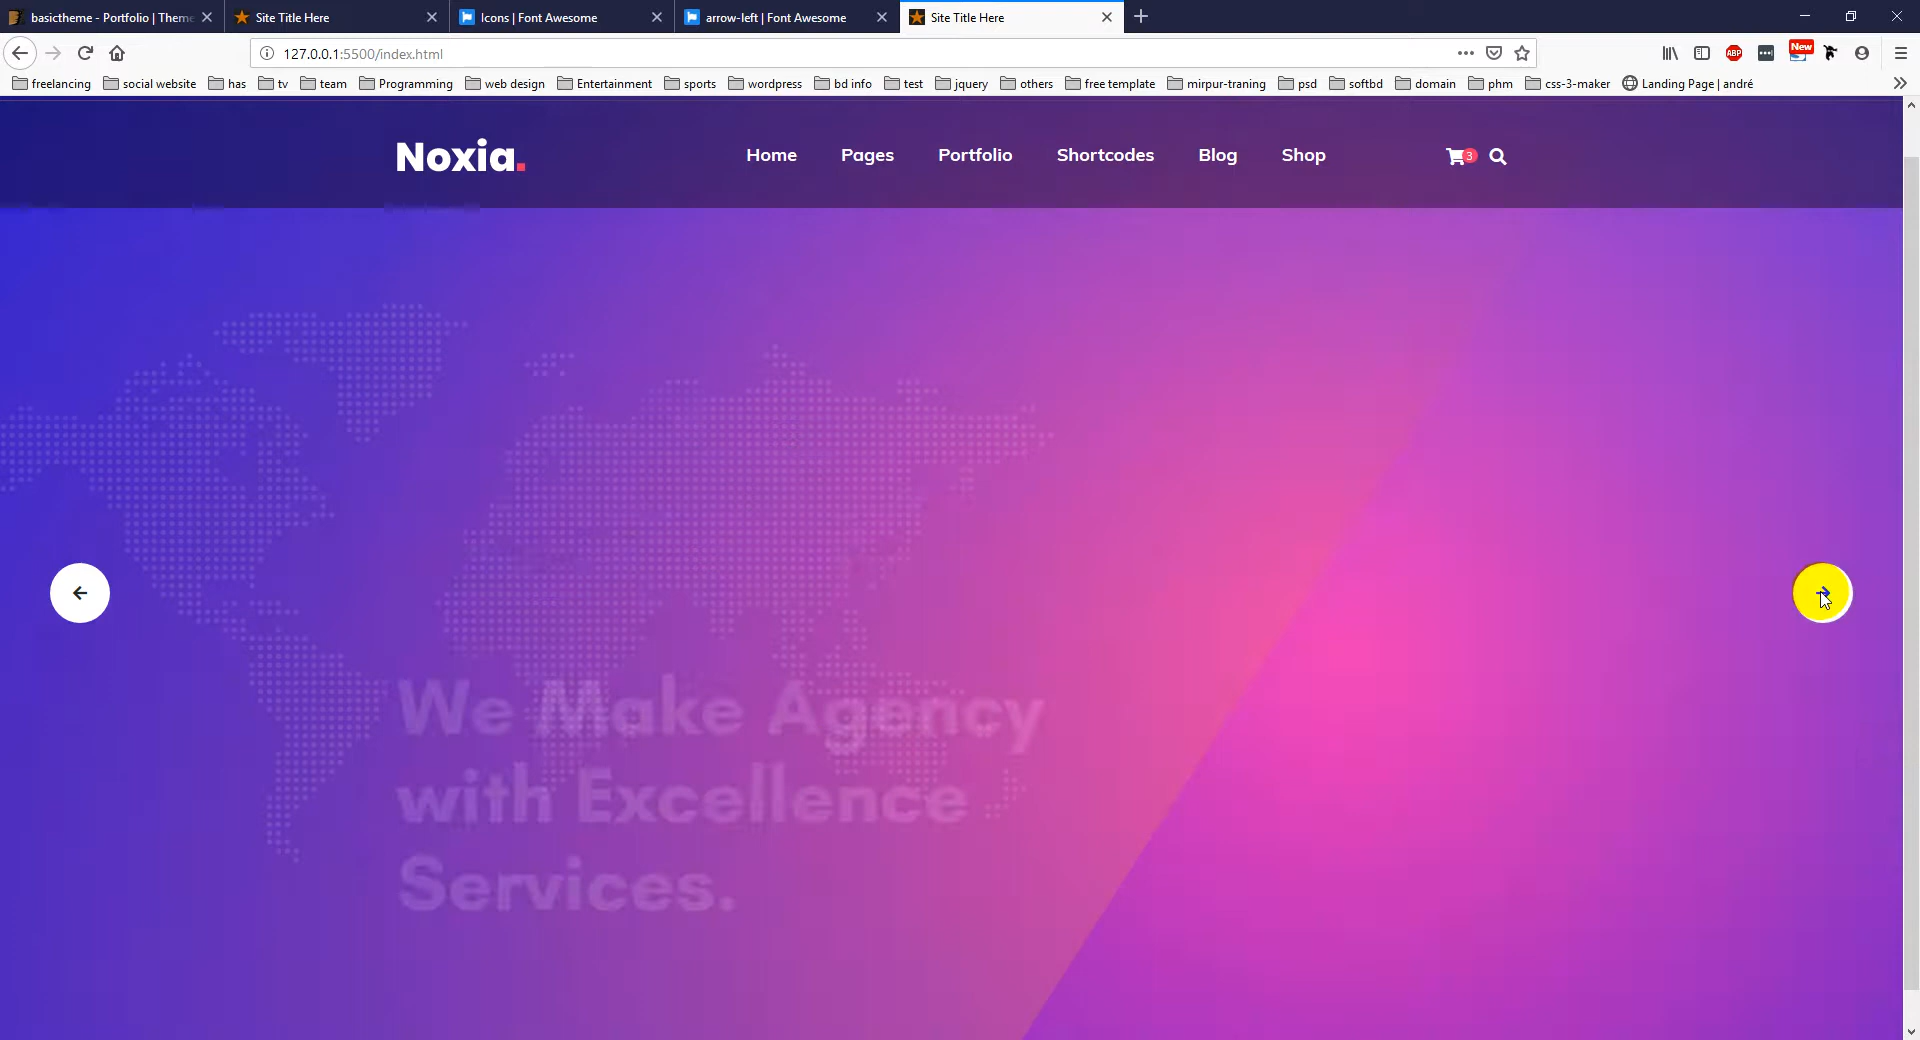 basictheme - Portfolio | Theme
Site Title Here
Icons | Font Awesome
arrow-left | Font Awesome
Site Title Here
127.0.0.1:5500/index.html
ABP
New
freelancing
social website
has
tv
team
Programming
web design
Entertainment
sports
wordpress
bd info
test
jquery
others
free template
mirpur-traning
psd
softbd
domain
phm
css-3-maker
Landing Page | andré
Noxia.
Home
Pages
Portfolio
Shortcodes
Blog
Shop
3
We Make Agency
with Excellence
Services.